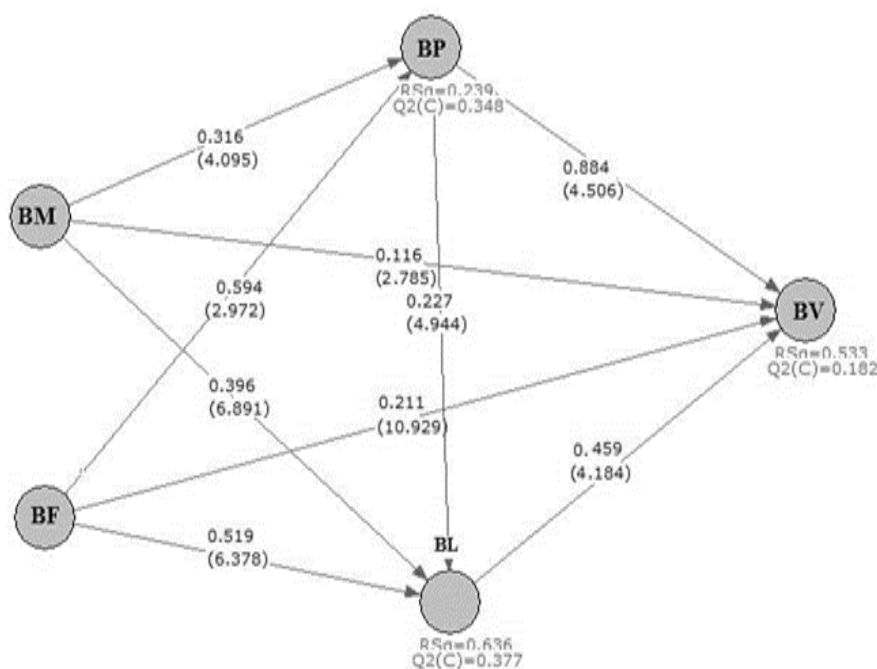 BP
RSq=0.239
Q2(C)=0.348
0.316
(4.095)
0.884
(4.506)
BM
0.116
(2.785)
0.594
(2.972)
0.227
(4.944)
BV
RSq=0.533
Q2(C)=0.182
0.396
(6.891)
0.211
(10.929)
0.459
(4.184)
BF
0.519
(6.378)
BL
RSq=0.636
Q2(C)=0.377